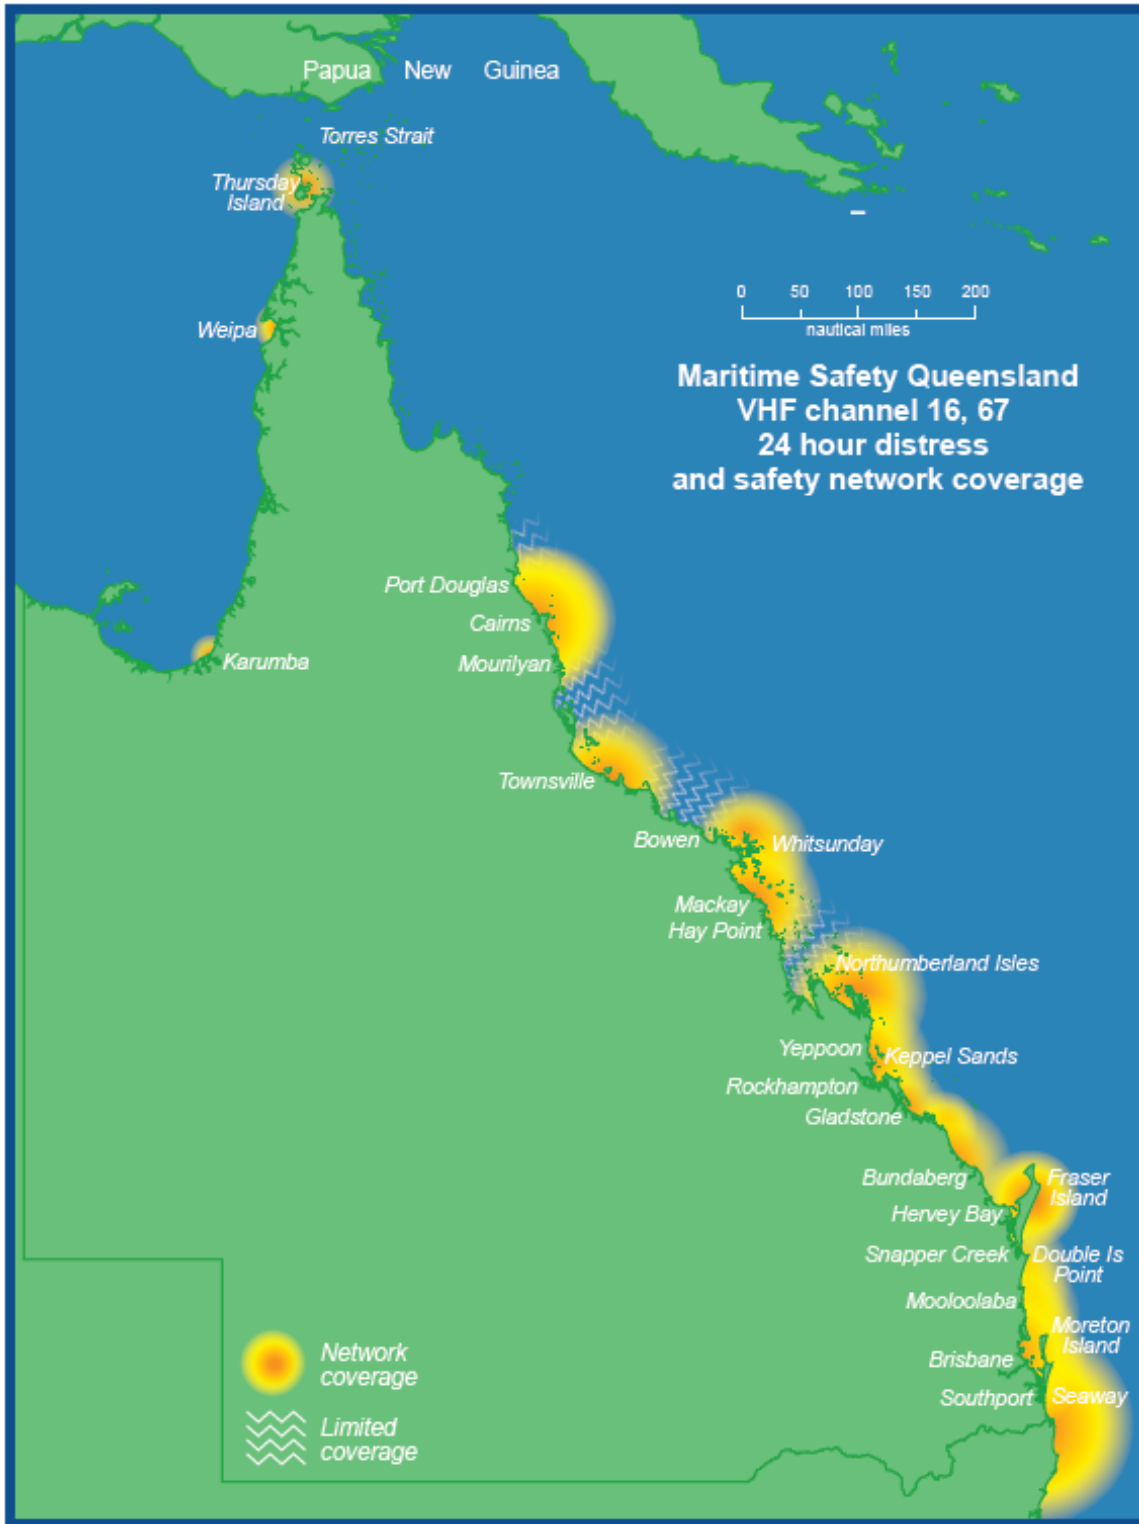 Papua New Guinea
Torres Strait
Thursday
Island
Weipa
0 50 100 150 200
nautical miles
Maritime Safety Queensland
VHF channel 16, 67
24 hour distress
and safety network coverage
Port Douglas
Cairns
Mourilyan
Karumba
Townsville
Bowen
Whitsunday
Mackay
Hay Point
Northumberland Isles
Yeppoon
Keppel Sands
Rockhampton
Gladstone
Bundaberg
Fraser
Island
Hervey Bay
Snapper Creek
Double Is
Point
Mooloolaba
Moreton
Island
Brisbane
Southport
Seaway
Network
coverage
Limited
coverage